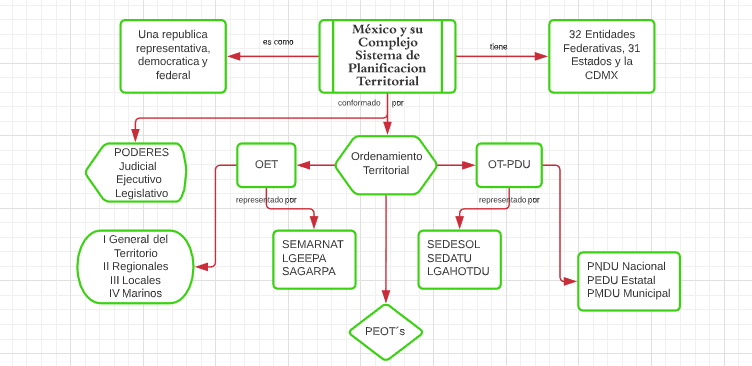 Una republica
representativa,
democratica y
federal
es como
México y su
Complejo
Sistema de
Planificacion
Territorial
tiene
32 Entidades
Federativas, 31
Estados y la
CDMX
conformado por
PODERES
Judicial
Ejecutivo
Legislativo
OET
Ordenamiento
Territorial
OT-PDU
representado por
representado por
I General del
Territorio
II Regionales
III Locales
IV Marinos
SEMARNAT
LGEEPA
SAGARPA
SEDESOL
SEDATU
LGAHOTDU
PNDU Nacional
PEDU Estatal
PMDU Municipal
PEOT´s